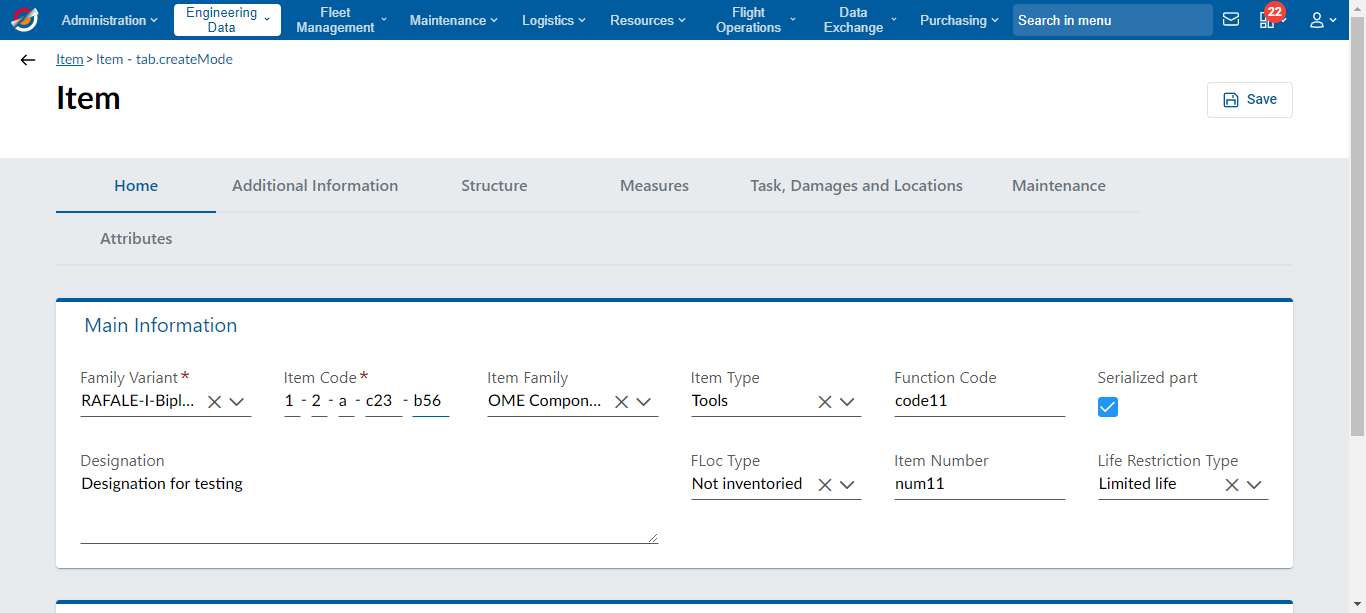 Administration
Engineering
Data
Fleet
Management
Maintenance
Logistics
Resources
Flight
Operations
Data
Exchange
Purchasing
Search in menu
22
Item > Item - tab.createMode
Item
Save
Home
Additional Information
Structure
Measures
Task, Damages and Locations
Maintenance
Attributes
Main Information
Family Variant*
Item Code*
Item Family
Item Type
Function Code
Serialized part
RAFALE-I-Bipl...
1 - 2 - a - c23 - b56
OME Compon...
Tools
code11
Designation
FLoc Type
Item Number
Life Restriction Type
Designation for testing
Not inventoried
num11
Limited life